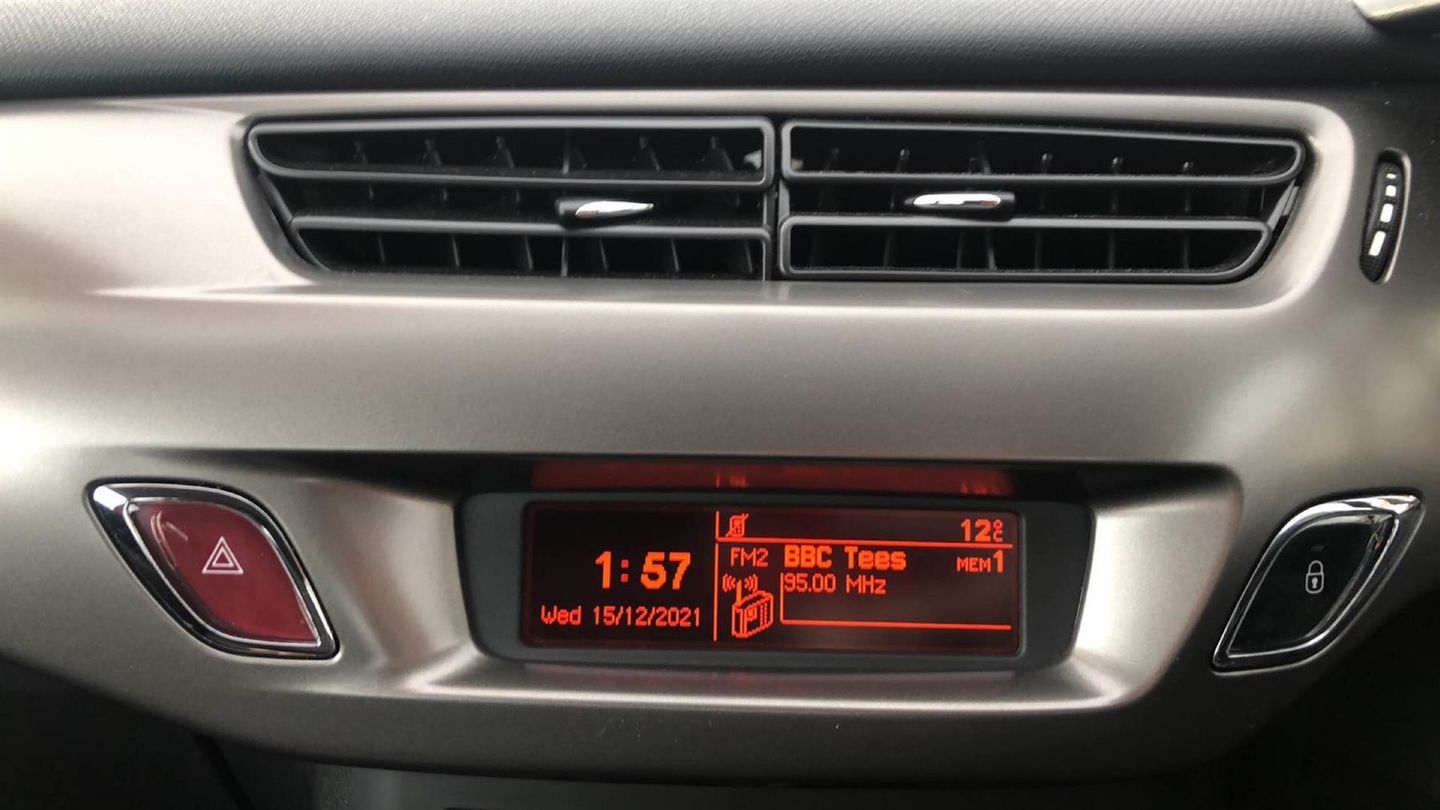 1:57
Wed 15/12/2021
12°C
FM2 BBC Tees MEM1
95.00 MHz